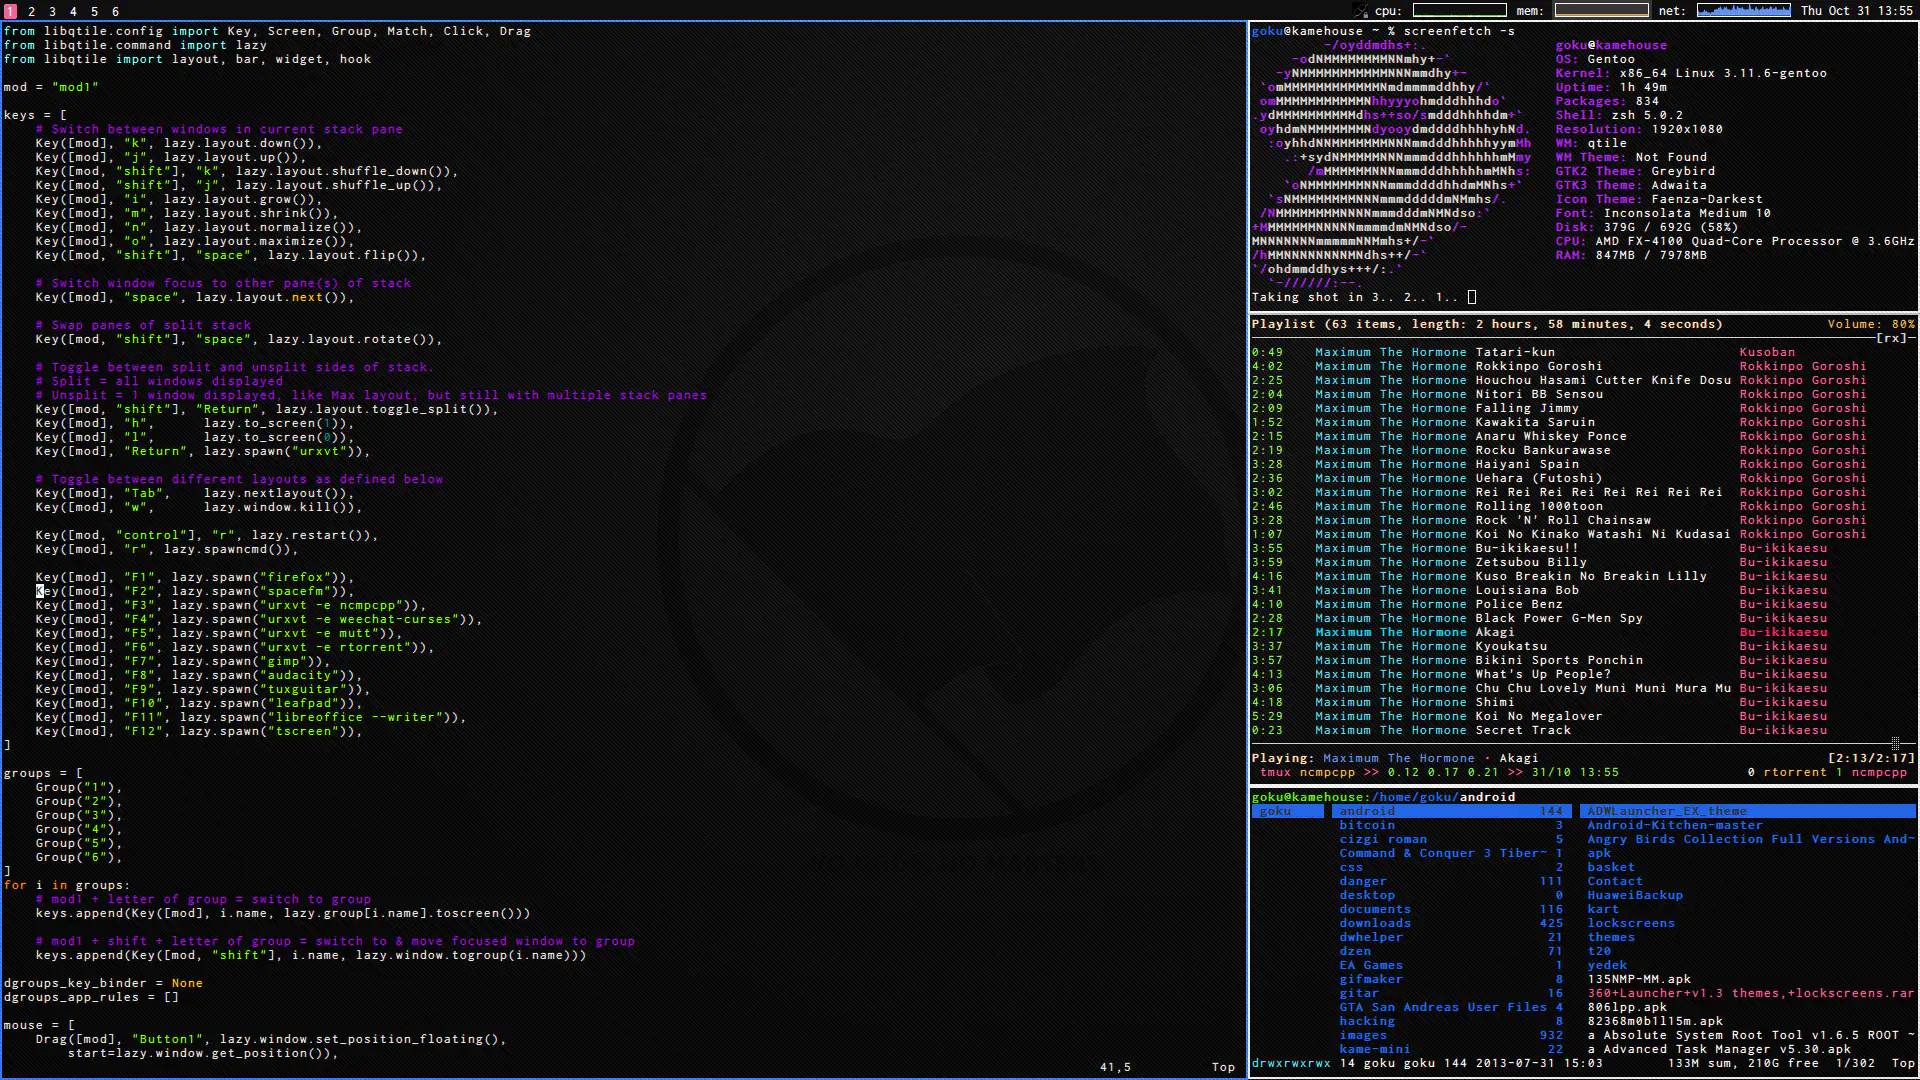 1 2 3 4 5 6
cpu: mem: net: Thu Oct 31 13:55
from libqtile.config import Key, Screen, Group, Match, Click, Drag
from libqtile.command import lazy
from libqtile import layout, bar, widget, hook
mod = "mod1"
keys = [
# Switch between windows in current stack pane
Key([mod], "k", lazy.layout.down()),
Key([mod], "j", lazy.layout.up()),
Key([mod, "shift"], "k", lazy.layout.shuffle_down()),
Key([mod, "shift"], "j", lazy.layout.shuffle_up()),
Key([mod], "i", lazy.layout.grow()),
Key([mod], "m", lazy.layout.shrink()),
Key([mod], "n", lazy.layout.normalize()),
Key([mod], "o", lazy.layout.maximize()),
Key([mod, "shift"], "space", lazy.layout.flip()),
# Switch window focus to other pane(s) of stack
Key([mod], "space", lazy.layout.next()),
# Swap panes of split stack
Key([mod, "shift"], "space", lazy.layout.rotate()),
# Toggle between split and unsplit sides of stack.
# Split = all windows displayed
# Unsplit = 1 window displayed, like Max layout, but still with multiple stack panes
Key([mod, "shift"], "Return", lazy.layout.toggle_split()),
Key([mod], "h", lazy.to_screen(1)),
Key([mod], "l", lazy.to_screen(0)),
Key([mod], "Return", lazy.spawn("urxvt")),
# Toggle between different layouts as defined below
Key([mod], "Tab", lazy.nextlayout()),
Key([mod], "w", lazy.window.kill()),
Key([mod, "control"], "r", lazy.restart()),
Key([mod], "r", lazy.spawncmd()),
Key([mod], "F1", lazy.spawn("firefox")),
Key([mod], "F2", lazy.spawn("spacefm")),
Key([mod], "F3", lazy.spawn("urxvt -e ncmpcpp")),
Key([mod], "F4", lazy.spawn("urxvt -e weechat-curses")),
Key([mod], "F5", lazy.spawn("urxvt -e mutt")),
Key([mod], "F6", lazy.spawn("urxvt -e rtorrent")),
Key([mod], "F7", lazy.spawn("gimp")),
Key([mod], "F8", lazy.spawn("audacity")),
Key([mod], "F9", lazy.spawn("tuxguitar")),
Key([mod], "F10", lazy.spawn("leafpad")),
Key([mod], "F11", lazy.spawn("libreoffice --writer")),
Key([mod], "F12", lazy.spawn("tscreen")),
]
groups = [
Group("1"),
Group("2"),
Group("3"),
Group("4"),
Group("5"),
Group("6"),
]
for i in groups:
# mod1 + letter of group = switch to group
keys.append(Key([mod], i.name, lazy.group[i.name].toscreen()))
# mod1 + shift + letter of group = switch to & move focused window to group
keys.append(Key([mod, "shift"], i.name, lazy.window.togroup(i.name)))
dgroups_key_binder = None
dgroups_app_rules = []
mouse = [
Drag([mod], "Button1", lazy.window.set_position_floating(),
start=lazy.window.get_position()),
41,5 Top
goku@kamehouse ~ % screenfetch -s
goku@kamehouse
OS: Gentoo
Kernel: x86_64 Linux 3.11.6-gentoo
Uptime: 1h 49m
Packages: 834
Shell: zsh 5.0.2
Resolution: 1920x1080
WM: qtile
WM Theme: Not Found
GTK2 Theme: Greybird
GTK3 Theme: Adwaita
Icon Theme: Faenza-Darkest
Font: Inconsolata Medium 10
Disk: 379G / 692G (58%)
CPU: AMD FX-4100 Quad-Core Processor @ 3.6GHz
RAM: 847MB / 7978MB
Taking shot in 3.. 2.. 1..
Playlist (63 items, length: 2 hours, 58 minutes, 4 seconds) Volume: 80%
[rx]
0:49 Maximum The Hormone Tatari-kun Kusoban
4:02 Maximum The Hormone Rokkinpo Goroshi Rokkinpo Goroshi
2:25 Maximum The Hormone Houchou Hasami Cutter Knife Dosu Rokkinpo Goroshi
2:04 Maximum The Hormone Nitori BB Sensou Rokkinpo Goroshi
2:09 Maximum The Hormone Falling Jimmy Rokkinpo Goroshi
1:52 Maximum The Hormone Kawakita Saruin Rokkinpo Goroshi
2:15 Maximum The Hormone Anaru Whiskey Ponce Rokkinpo Goroshi
2:19 Maximum The Hormone Rocku Bankurawase Rokkinpo Goroshi
3:28 Maximum The Hormone Haiyani Spain Rokkinpo Goroshi
2:36 Maximum The Hormone Uehara (Futoshi) Rokkinpo Goroshi
3:02 Maximum The Hormone Rei Rei Rei Rei Rei Rei Rei Rei Rokkinpo Goroshi
2:46 Maximum The Hormone Rolling 1000toon Rokkinpo Goroshi
3:28 Maximum The Hormone Rock 'N' Roll Chainsaw Rokkinpo Goroshi
1:07 Maximum The Hormone Koi No Kinako Watashi Ni Kudasai Rokkinpo Goroshi
3:55 Maximum The Hormone Bu-ikikaesu!! Bu-ikikaesu
3:59 Maximum The Hormone Zetsubou Billy Bu-ikikaesu
4:16 Maximum The Hormone Kuso Breakin No Breakin Lilly Bu-ikikaesu
3:41 Maximum The Hormone Louisiana Bob Bu-ikikaesu
4:10 Maximum The Hormone Police Benz Bu-ikikaesu
2:28 Maximum The Hormone Black Power G-Men Spy Bu-ikikaesu
2:17 Maximum The Hormone Akagi Bu-ikikaesu
3:37 Maximum The Hormone Kyoukatsu Bu-ikikaesu
3:57 Maximum The Hormone Bikini Sports Ponchin Bu-ikikaesu
4:13 Maximum The Hormone What's Up People? Bu-ikikaesu
3:06 Maximum The Hormone Chu Chu Lovely Muni Muni Mura Mu Bu-ikikaesu
4:18 Maximum The Hormone Shimi Bu-ikikaesu
5:29 Maximum The Hormone Koi No Megalover Bu-ikikaesu
0:23 Maximum The Hormone Secret Track Bu-ikikaesu
Playing: Maximum The Hormone · Akagi [2:13/2:17]
tmux ncmpcpp >> 0.12 0.17 0.21 >> 31/10 13:55 0 rtorrent 1 ncmpcpp
goku@kamehouse:/home/goku/android
goku android 144 ADWLauncher_EX_theme
bitcoin 3 Android-Kitchen-master
cizgi roman 5 Angry Birds Collection Full Versions And~
Command & Conquer 3 Tiber~ 1 apk
css 2 basket
danger 111 Contact
desktop 0 HuaweiBackup
documents 116 kart
downloads 425 lockscreens
dwhelper 21 themes
dzen 71 t20
EA Games 1 yedek
gifmaker 8 135NMP-MM.apk
gitar 16 360+Launcher+v1.3 themes,+lockscreens.rar
GTA San Andreas User Files 4 806lpp.apk
hacking 8 82368m0b1l15m.apk
images 932 a Absolute System Root Tool v1.6.5 ROOT ~
kame-mini 22 a Advanced Task Manager v5.30.apk
drwxrwxrwx 14 goku goku 144 2013-07-31 15:03 133M sum, 210G free 1/302 Top